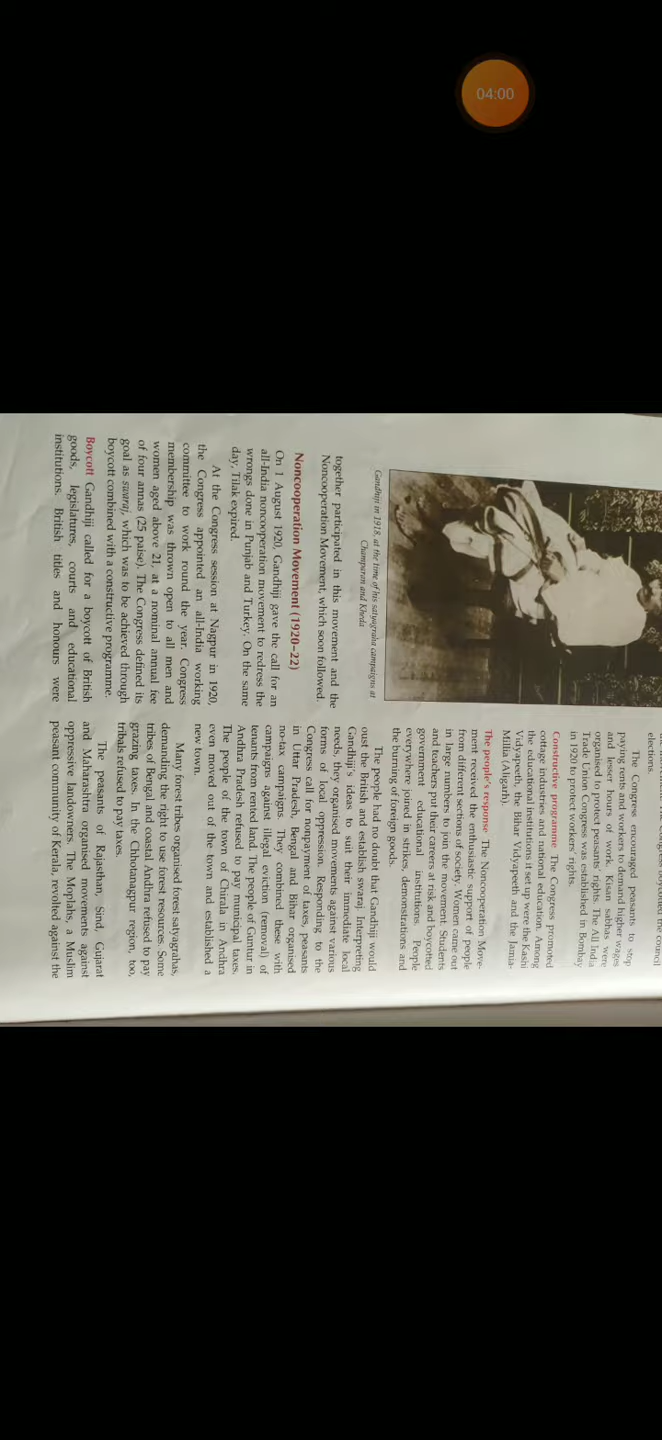 04:00
Gandhiji in 1918, at the time of his satyagraha campaigns at
Champaran and Kheda
together participated in this movement and the
Noncooperation Movement, which soon followed.
Noncooperation Movement (1920–22)
On 1 August 1920, Gandhiji gave the call for an
all-India noncooperation movement to redress the
wrongs done in Punjab and Turkey. On the same
day, Tilak expired.
At the Congress session at Nagpur in 1920,
the Congress appointed an all-India working
committee to work round the year. Congress
membership was thrown open to all men and
women aged above 21, at a nominal annual fee
of four annas (25 paise). The Congress defined its
goal as swaraj, which was to be achieved through
boycott combined with a constructive programme.
Boycott Gandhiji called for a boycott of British
goods, legislatures, courts and educational
institutions. British titles and honours were
boycotted the council
elections.
The Congress encouraged peasants to stop
paying rents and workers to demand higher wages
and lesser hours of work. Kisan sabhas were
organised to protect peasants' rights. The All India
Trade Union Congress was established in Bombay
in 1920 to protect workers' rights.
Constructive programme The Congress promoted
cottage industries and national education. Among
the educational institutions it set up were the Kashi
Vidyapeeth, the Bihar Vidyapeeth and the Jamia-
Millia (Aligarh).
The people's response The Noncooperation Move-
ment received the enthusiastic support of people
from different sections of society. Women came out
in large numbers to join the movement. Students
and teachers put their careers at risk and boycotted
government educational institutions. People
everywhere joined in strikes, demonstrations and
the burning of foreign goods.
The people had no doubt that Gandhiji would
oust the British and establish swaraj. Interpreting
Gandhiji's ideas to suit their immediate local
needs, they organised movements against various
forms of local oppression. Responding to the
Congress call for nonpayment of taxes, peasants
in Uttar Pradesh, Bengal and Bihar organised
no-tax campaigns. They combined these with
campaigns against illegal eviction (removal) of
tenants from rented land. The people of Guntur in
Andhra Pradesh refused to pay municipal taxes.
The people of the town of Chirala in Andhra
even moved out of the town and established a
new town.
Many forest tribes organised forest satyagrahas,
demanding the right to use forest resources. Some
tribes of Bengal and coastal Andhra refused to pay
grazing taxes. In the Chhotanagpur region, too,
tribals refused to pay taxes.
The peasants of Rajasthan, Sind, Gujarat
and Maharashtra organised movements against
oppressive landowners. The Moplahs, a Muslim
peasant community of Kerala, revolted against the